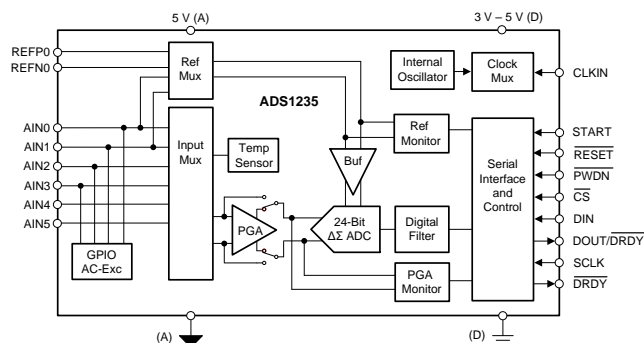 5 V (A)
3 V – 5 V (D)
REFP0
REFN0
Ref
Mux
Internal
Oscillator
Clock
Mux
CLKIN
ADS1235
AIN0
AIN1
AIN2
AIN3
AIN4
AIN5
Input
Mux
Temp
Sensor
Ref
Monitor
Buf
Serial
Interface
and
Control
START
RESET
PWDN
CS
DIN
DOUT/DRDY
SCLK
DRDY
PGA
24-Bit
ΔΣ ADC
Digital
Filter
GPIO
AC-Exc
PGA
Monitor
(A)
(D)